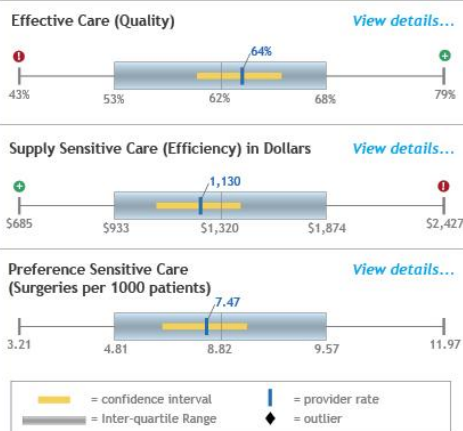 Effective Care (Quality) View details...
64%
43% 53% 62% 68% 79%
Supply Sensitive Care (Efficiency) in Dollars View details...
1,130
$685 $933 $1,320 $1,874 $2,427
Preference Sensitive Care View details...
(Surgeries per 1000 patients)
7.47
3.21 4.81 8.82 9.57 11.97
= confidence interval = provider rate
= Inter-quartile Range = outlier